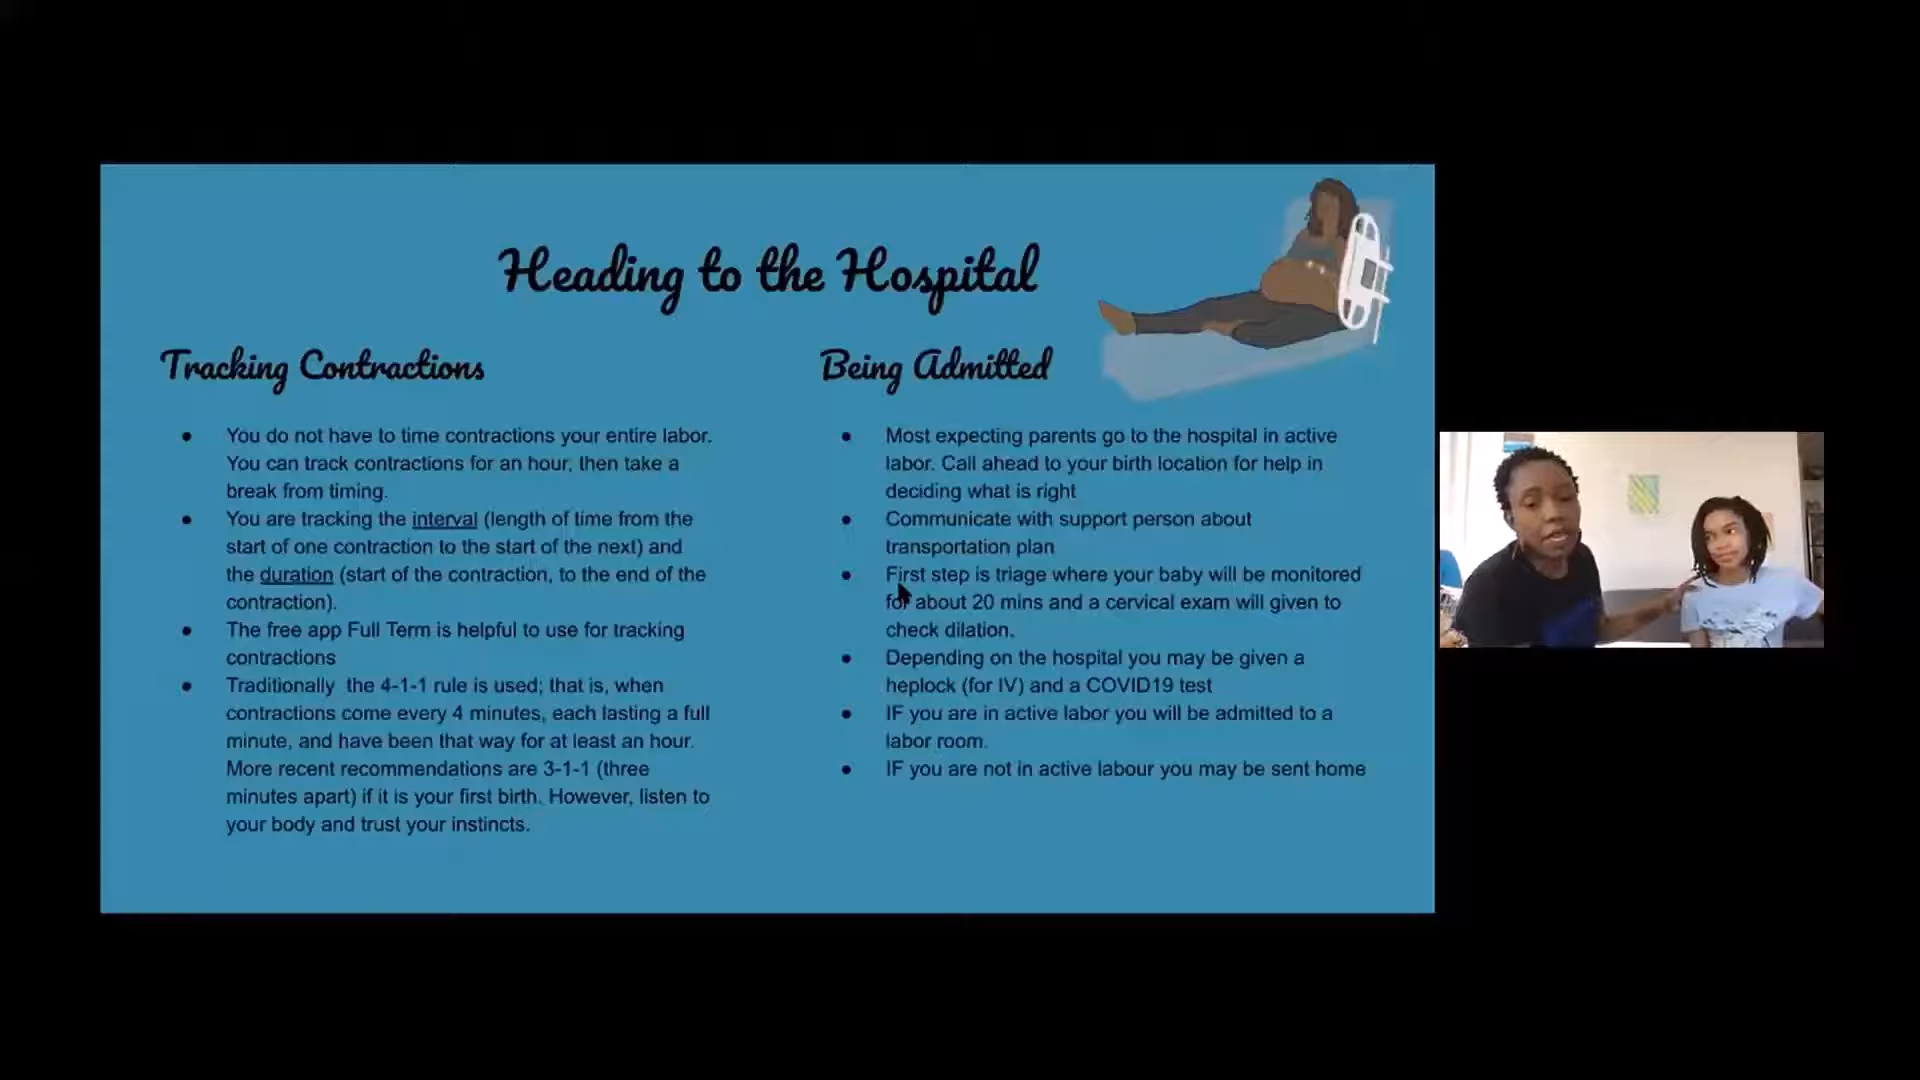 Heading to the Hospital
Tracking Contractions
● You do not have to time contractions your entire labor.
You can track contractions for an hour, then take a
break from timing.
● You are tracking the interval (length of time from the
start of one contraction to the start of the next) and
the duration (start of the contraction, to the end of the
contraction).
● The free app Full Term is helpful to use for tracking
contractions
● Traditionally the 4-1-1 rule is used; that is, when
contractions come every 4 minutes, each lasting a full
minute, and have been that way for at least an hour.
More recent recommendations are 3-1-1 (three
minutes apart) if it is your first birth. However, listen to
your body and trust your instincts.
Being Admitted
● Most expecting parents go to the hospital in active
labor. Call ahead to your birth location for help in
deciding what is right
● Communicate with support person about
transportation plan
● First step is triage where your baby will be monitored
for about 20 mins and a cervical exam will given to
check dilation.
● Depending on the hospital you may be given a
heplock (for IV) and a COVID19 test
● IF you are in active labor you will be admitted to a
labor room.
● IF you are not in active labour you may be sent home